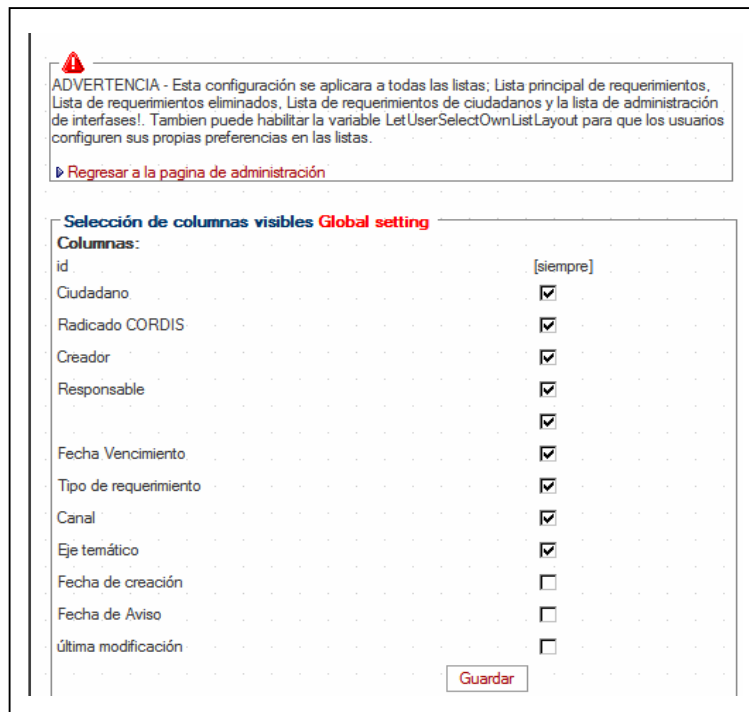 ADVERTENCIA - Esta configuración se aplicara a todas las listas; Lista principal de requerimientos,
Lista de requerimientos eliminados, Lista de requerimientos de ciudadanos y la lista de administración
de interfases!. Tambien puede habilitar la variable LetUserSelectOwnListLayout para que los usuarios
configuren sus propias preferencias en las listas.
Regresar a la pagina de administración
Selección de columnas visibles Global setting
Columnas:
id [siempre]
Ciudadano
Radicado CORDIS
Creador
Responsable
Fecha Vencimiento
Tipo de requerimiento
Canal
Eje temático
Fecha de creación
Fecha de Aviso
última modificación
Guardar